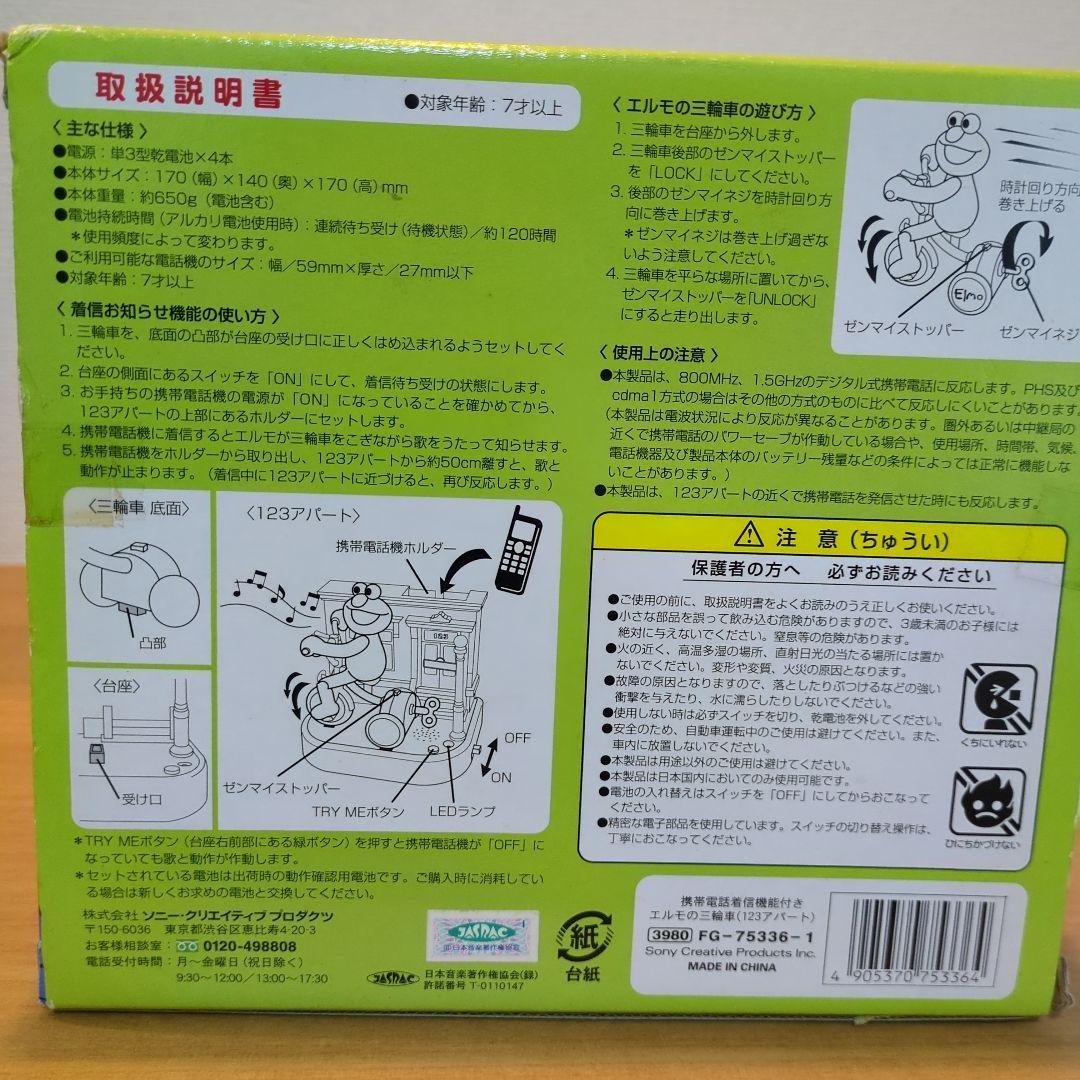 取扱説明書
●対象年齢：7才以上
〈 主な仕様 〉
●電源：単3型乾電池×4本
●本体サイズ：170（幅）×140（奥）×170（高）mm
●本体重量：約650g（電池含む）
●電池持続時間（アルカリ電池使用時）：連続待ち受け（待機状態）／約120時間
＊使用頻度によって変わります。
●ご利用可能な電話機のサイズ：幅／59mm×厚さ／27mm以下
●対象年齢：7才以上
〈 着信お知らせ機能の使い方 〉
1. 三輪車を、底面の凸部が台座の受け口に正しくはめ込まれるようセットしてく
ださい。
2. 台座の側面にあるスイッチを「ON」にして、着信待ち受けの状態にします。
3. お手持ちの携帯電話機の電源が「ON」になっていることを確かめてから、
123アパートの上部にあるホルダーにセットします。
4. 携帯電話機に着信するとエルモが三輪車をこぎながら歌をうたって知らせます。
5. 携帯電話機をホルダーから取り出し、123アパートから約50cm離すと、歌と
動作が止まります。（着信中に123アパートに近づけると、再び反応します。）
〈三輪車 底面〉
凸部
〈台座〉
受け口
〈123アパート〉
携帯電話機ホルダー
OFF
ON
ゼンマイストッパー
TRY MEボタン
LEDランプ
＊TRY MEボタン（台座右前部にある緑ボタン）を押すと携帯電話機が「OFF」に
なっていても歌と動作が作動します。
＊セットされている電池は出荷時の動作確認用電池です。ご購入時に消耗してい
る場合は新しくお求めの電池と交換してください。
株式会社 ソニー・クリエイティブ プロダクツ
〒150-6036 東京都渋谷区恵比寿4-20-3
お客様相談室： 0120-498808
電話受付時間：月〜金曜日（祝日除く）
9:30〜12:00／13:00〜17:30
JASRAC
JASRAC
日本音楽著作権協会（録）
許諾番号 T-0110147
紙
台紙
〈 エルモの三輪車の遊び方 〉
1. 三輪車を台座から外します。
2. 三輪車後部のゼンマイストッパー
を「LOCK」にしてください。
3. 後部のゼンマイネジを時計回り方
向に巻き上げます。
＊ゼンマイネジは巻き上げ過ぎな
いよう注意してください。
4. 三輪車を平らな場所に置いてから、
ゼンマイストッパーを「UNLOCK」
にすると走り出します。
時計回り方向
巻き上げる
Elmo
ゼンマイストッパー
ゼンマイネジ
〈 使用上の注意 〉
●本製品は、800MHz、1.5GHzのデジタル式携帯電話に反応します。PHS及び
cdma1方式の場合はその他の方式のものに比べて反応しにくいことがあります。
（本製品は電波状況により反応が異なることがあります。圏外あるいは中継局の
近くで携帯電話のパワーセーブが作動している場合や、使用場所、時間帯、気候、
電話機器及び製品本体のバッテリー残量などの条件によっては正常に機能しな
いことがあります。）
●本製品は、123アパートの近くで携帯電話を発信させた時にも反応します。
注 意（ちゅうい）
保護者の方へ 必ずお読みください
●ご使用の前に、取扱説明書をよくお読みのうえ正しくお使いください。
●小さな部品を誤って飲み込む危険がありますので、3歳未満のお子様には
絶対に与えないでください。窒息等の危険があります。
●火の近く、高温多湿の場所、直射日光の当たる場所には置か
ないでください。変形や変質、火災の原因となります。
●故障の原因となりますので、落としたりぶつけるなどの強い
衝撃を与えたり、水に濡らしたりしないでください。
●使用しない時は必ずスイッチを切り、乾電池を外してください。
●安全のため、自動車運転中のご使用は避けてください。また、
車内に放置しないでください。
●本製品は用途以外のご使用は避けてください。
●本製品は日本国内においてのみ使用可能です。
●電池の入れ替えはスイッチを「OFF」にしてからおこなって
ください。
●精密な電子部品を使用しています。スイッチの切り替え操作は、
丁寧におこなってください。
くちにいれない
ひにちかづけない
携帯電話着信機能付き
エルモの三輪車（123アパート）
3980 FG-75336-1
Sony Creative Products Inc.
MADE IN CHINA
4 905370 753364